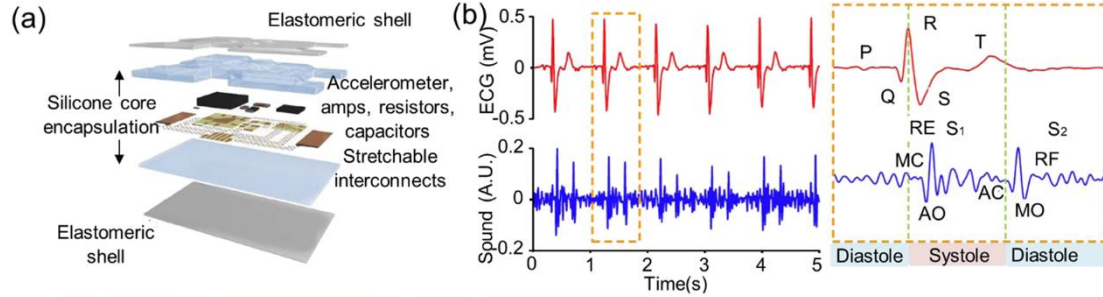 (a)
Elastomeric shell
Silicone core
encapsulation
Accelerometer,
amps, resistors,
capacitors
Stretchable
interconnects
Elastomeric
shell
(b)
ECG (mV)
0.5
0
-0.5
Sound (A.U.)
0.2
0
0.2
0 1 2 3 4 5
Time(s)
P
Q
R
S
T
RE S1 S2
MC RF
AO AC MO
Diastole Systole Diastole